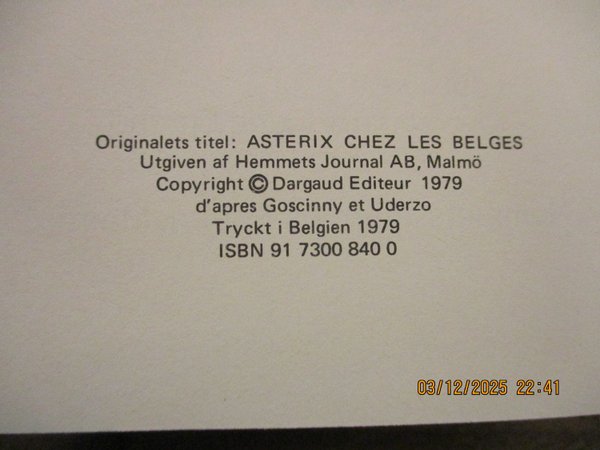 Originalets titel: ASTERIX CHEZ LES BELGES
Utgiven af Hemmets Journal AB, Malmö
Copyright © Dargaud Editeur 1979
d'apres Goscinny et Uderzo
Tryckt i Belgien 1979
ISBN 91 7300 840 0
03/12/2025 22:41